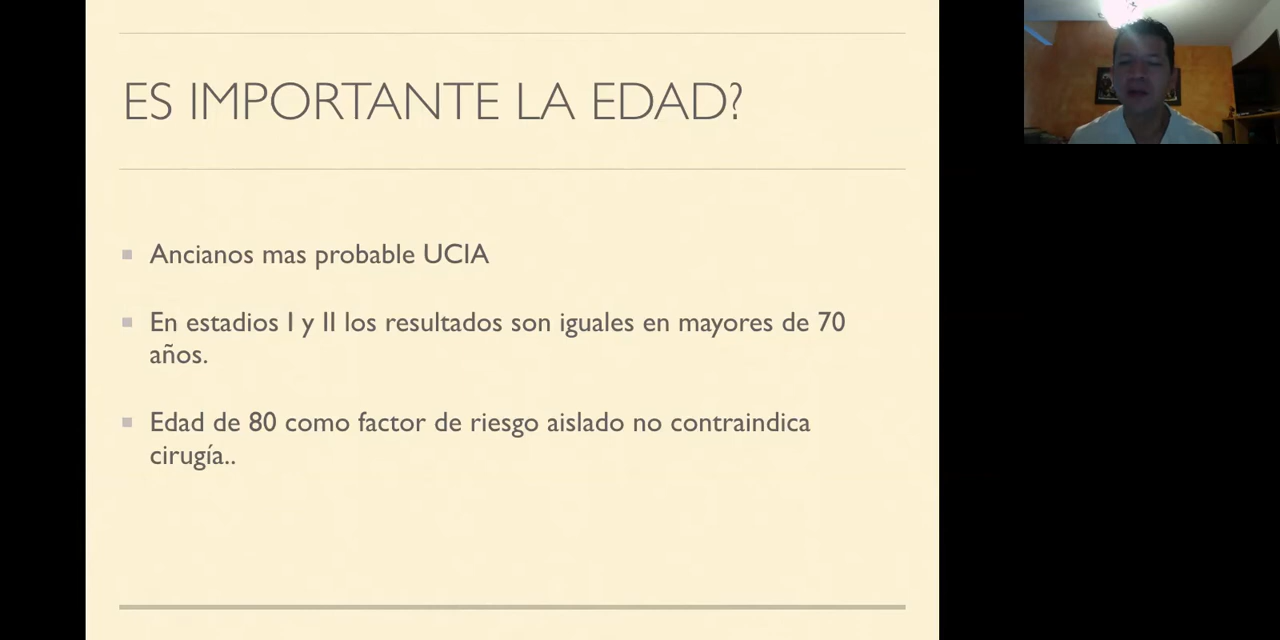 ES IMPORTANTE LA EDAD?
Ancianos mas probable UCIA
En estadios I y II los resultados son iguales en mayores de 70
años.
Edad de 80 como factor de riesgo aislado no contraindica
cirugía..